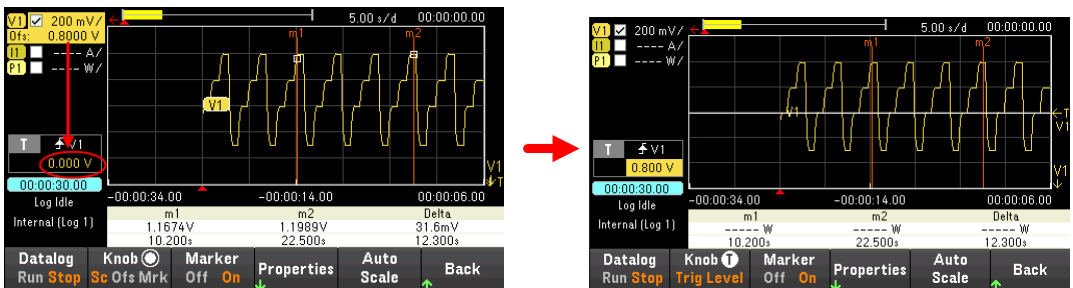 V1 200 mV/ 5.00 s/d 00:00:00.00
Ofs: 0.8000 V
m1 m2
I1 ---- A/
P1 ---- W/
V1
T V1
0.000 V
V1
T
00:00:30.00
-00:00:34.00 -00:00:14.00 00:00:06.00
Log Idle
Internal (Log 1)
m1 m2 Delta
1.1674V 1.1989V 31.6mV
10.200s 22.500s 12.300s
Datalog Knob Marker Properties Auto Back
Run Stop Sc Ofs Mrk Off On Scale
V1 200 mV/ 5.00 s/d 00:00:00.00
I1 ---- A/
m1 m2
P1 ---- W/
V1
T
V1
T V1
0.800 V
V1
00:00:30.00
-00:00:34.00 -00:00:14.00 00:00:06.00
Log Idle
Internal (Log 1)
m1 m2 Delta
----- W ----- W ----- W
10.200s 22.500s 12.300s
Datalog Knob T Marker Properties Auto Back
Run Stop Trig Level Off On Scale